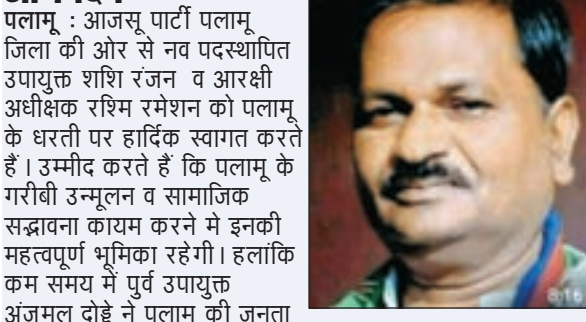 पलामू : आजसू पार्टी पलामू
जिला की ओर से नव पदस्थापित
उपायुक्त शशि रंजन व आरक्षी
अधीक्षक रश्मि रमेशन को पलामू
के धरती पर हार्दिक स्वागत करते
हैं । उम्मीद करते हैं कि पलामू के
गरीबी उन्मूलन व सामाजिक
सद्भावना कायम करने मे इनकी
महत्वपूर्ण भूमिका रहेगी । हलांकि
कम समय में पुर्व उपायुक्त
अंजमल दोड्डे ने पलामू की जनता
8:16